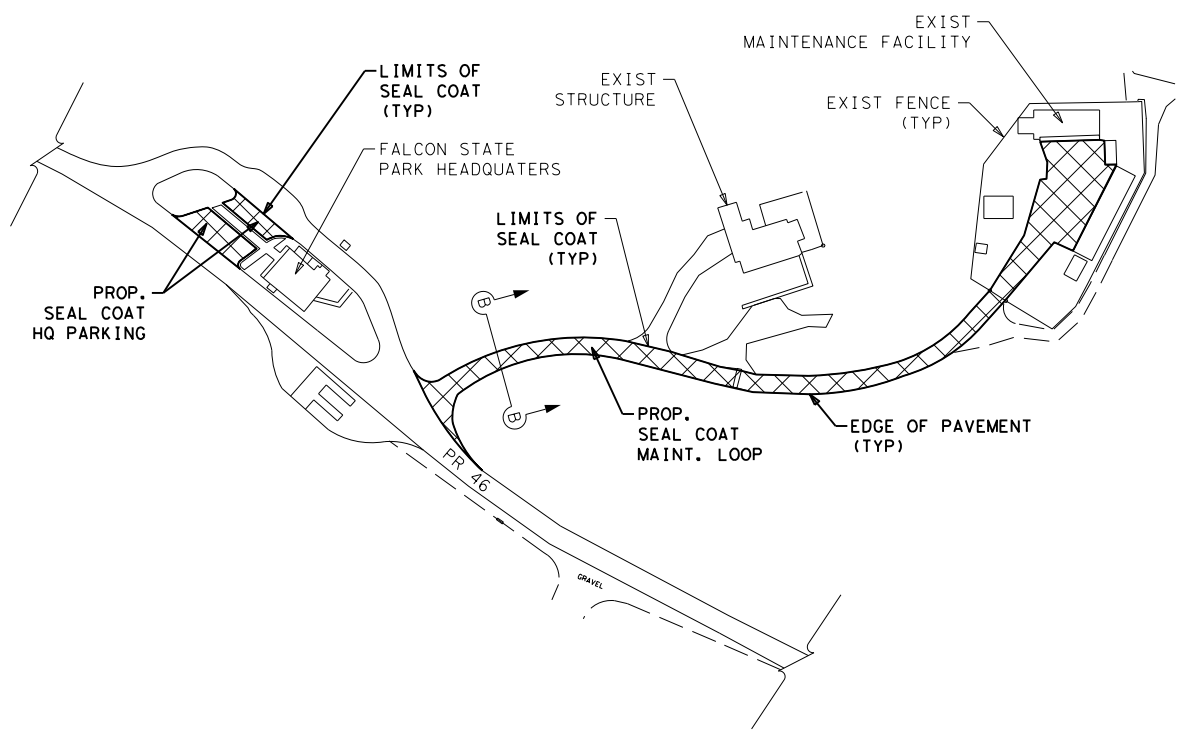 EXIST
MAINTENANCE FACILITY
LIMITS OF
SEAL COAT
(TYP)
EXIST
STRUCTURE
EXIST FENCE
(TYP)
FALCON STATE
PARK HEADQUATERS
LIMITS OF
SEAL COAT
(TYP)
PROP.
SEAL COAT
HQ PARKING
B
B
PROP.
SEAL COAT
MAINT. LOOP
EDGE OF PAVEMENT
(TYP)
PR 46
GRAVEL